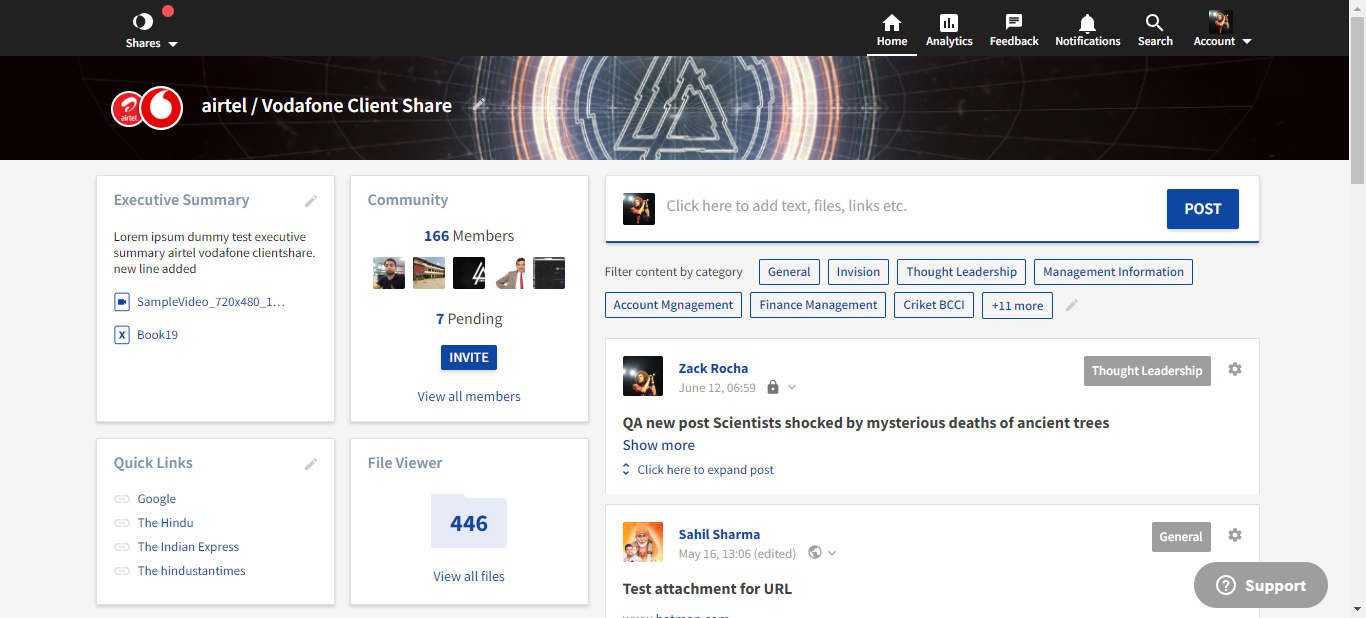 Shares
Home
Analytics
Feedback
Notifications
Search
Account
airtel
airtel / Vodafone Client Share
Executive Summary
Lorem ipsum dummy test executive
summary airtel vodafone clientshare.
new line added
SampleVideo_720x480_1...
Book19
Community
166 Members
7 Pending
INVITE
View all members
Quick Links
Google
The Hindu
The Indian Express
The hindustantimes
File Viewer
446
View all files
Click here to add text, files, links etc.
POST
Filter content by category
General
Invision
Thought Leadership
Management Information
Account Mgnagement
Finance Management
Criket BCCI
+11 more
Zack Rocha
June 12, 06:59
Thought Leadership
QA new post Scientists shocked by mysterious deaths of ancient trees
Show more
Click here to expand post
Sahil Sharma
May 16, 13:06 (edited)
General
Test attachment for URL
Support